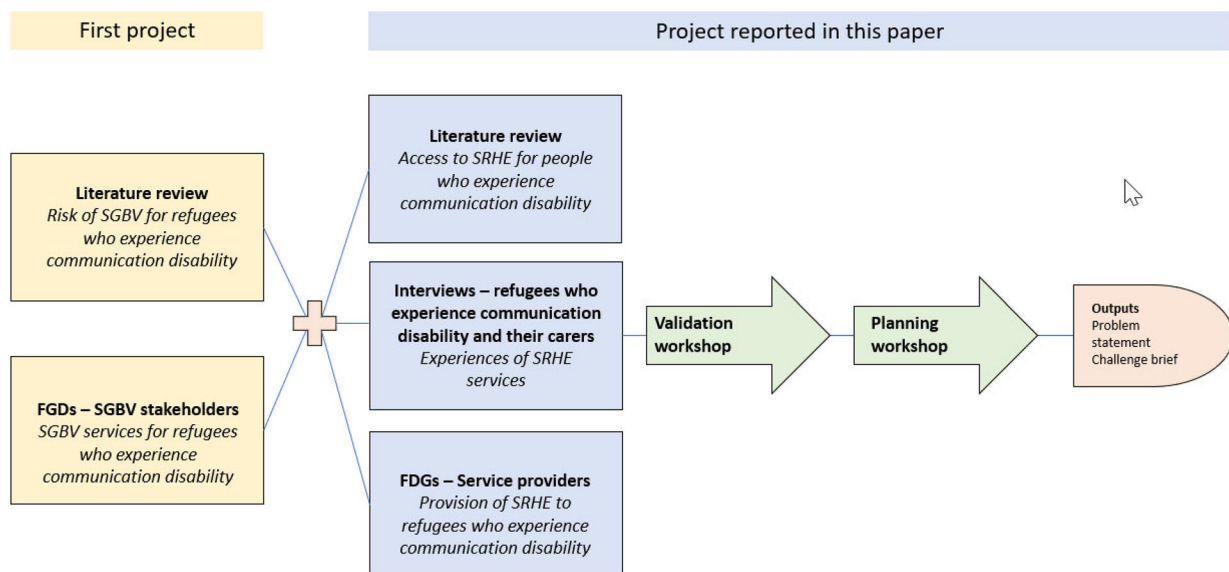 First project
Project reported in this paper
Literature review
Risk of SGBV for refugees
who experience
communication disability
FGDs – SGBV stakeholders
SGBV services for refugees
who experience
communication disability
Literature review
Access to SRHE for people
who experience
communication disability
Interviews – refugees who
experience communication
disability and their carers
Experiences of SRHE
services
FDGs – Service providers
Provision of SRHE to
refugees who experience
communication disability
Validation
workshop
Planning
workshop
Outputs
Problem
statement
Challenge brief